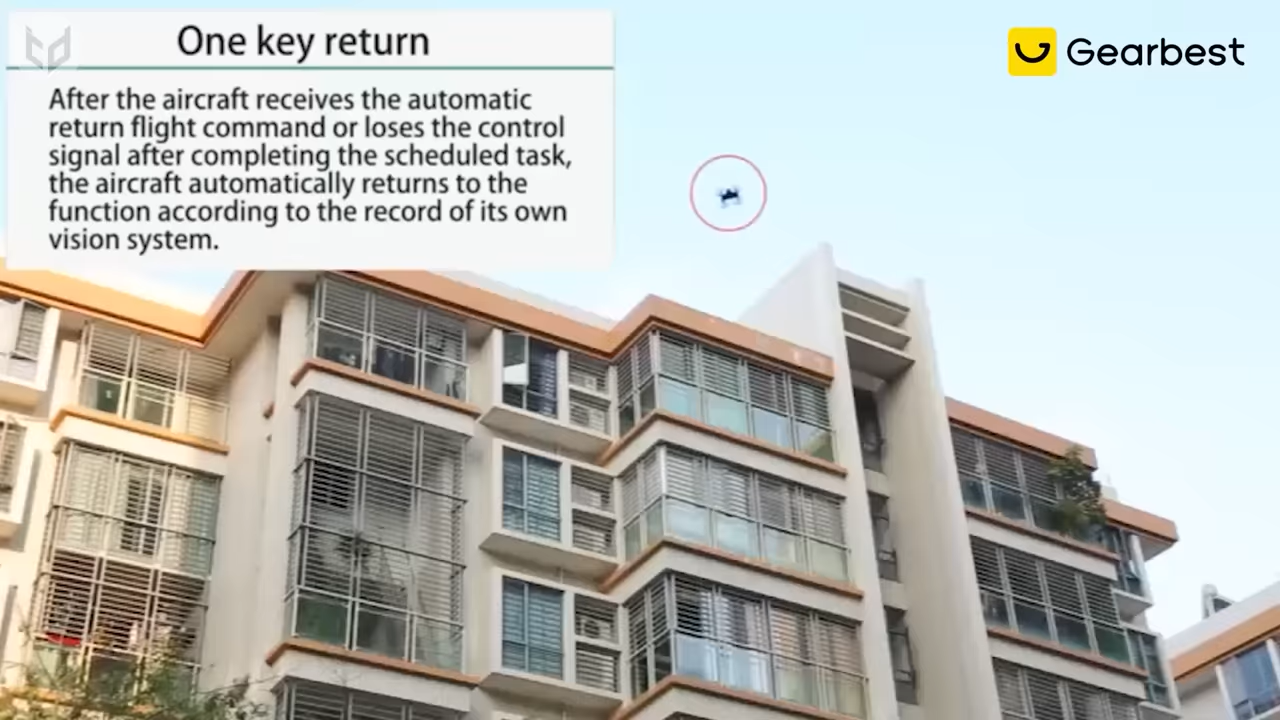 One key return
After the aircraft receives the automatic
return flight command or loses the control
signal after completing the scheduled task,
the aircraft automatically returns to the
function according to the record of its own
vision system.
Gearbest